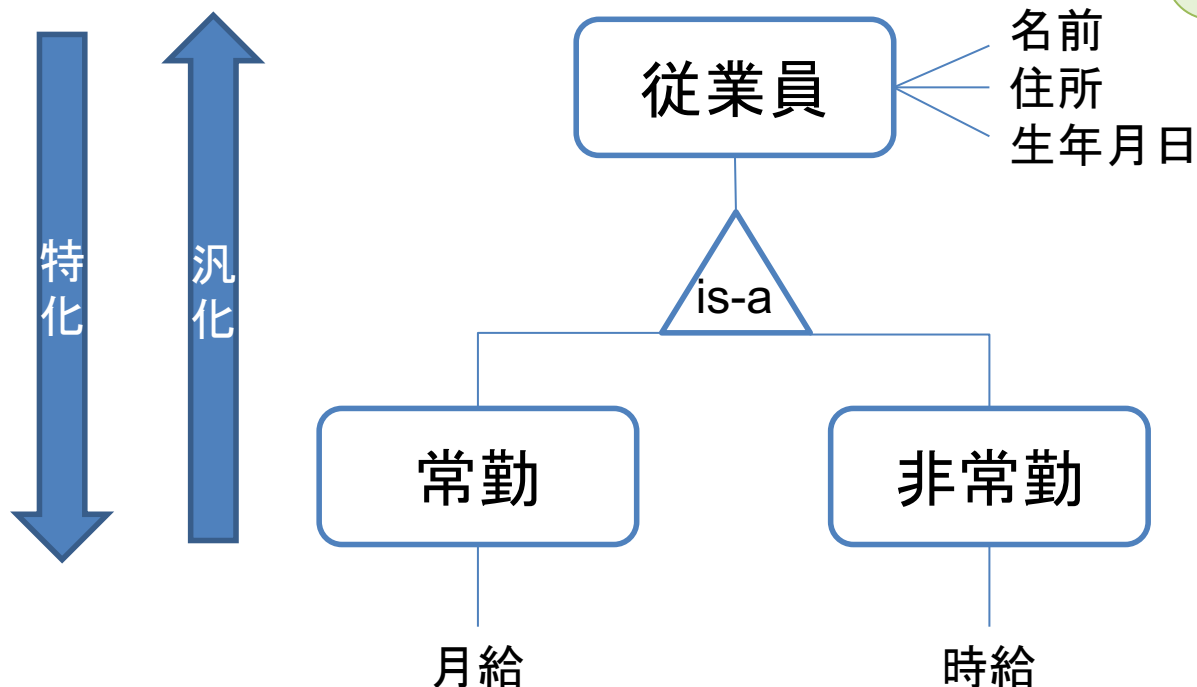 従業員
名前
住所
生年月日
特化
汎化
is-a
常勤
非常勤
月給
時給